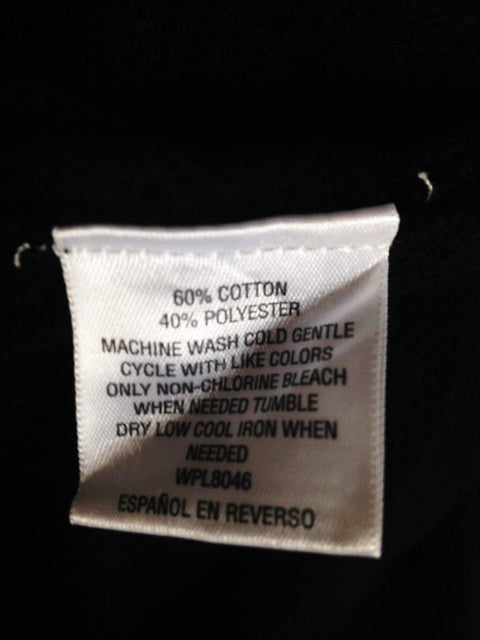 60% COTTON
40% POLYESTER
MACHINE WASH COLD GENTLE
CYCLE WITH LIKE COLORS
ONLY NON-CHLORINE BLEACH
WHEN NEEDED TUMBLE
DRY LOW COOL IRON WHEN
NEEDED
WPL8046
ESPAÑOL EN REVERSO